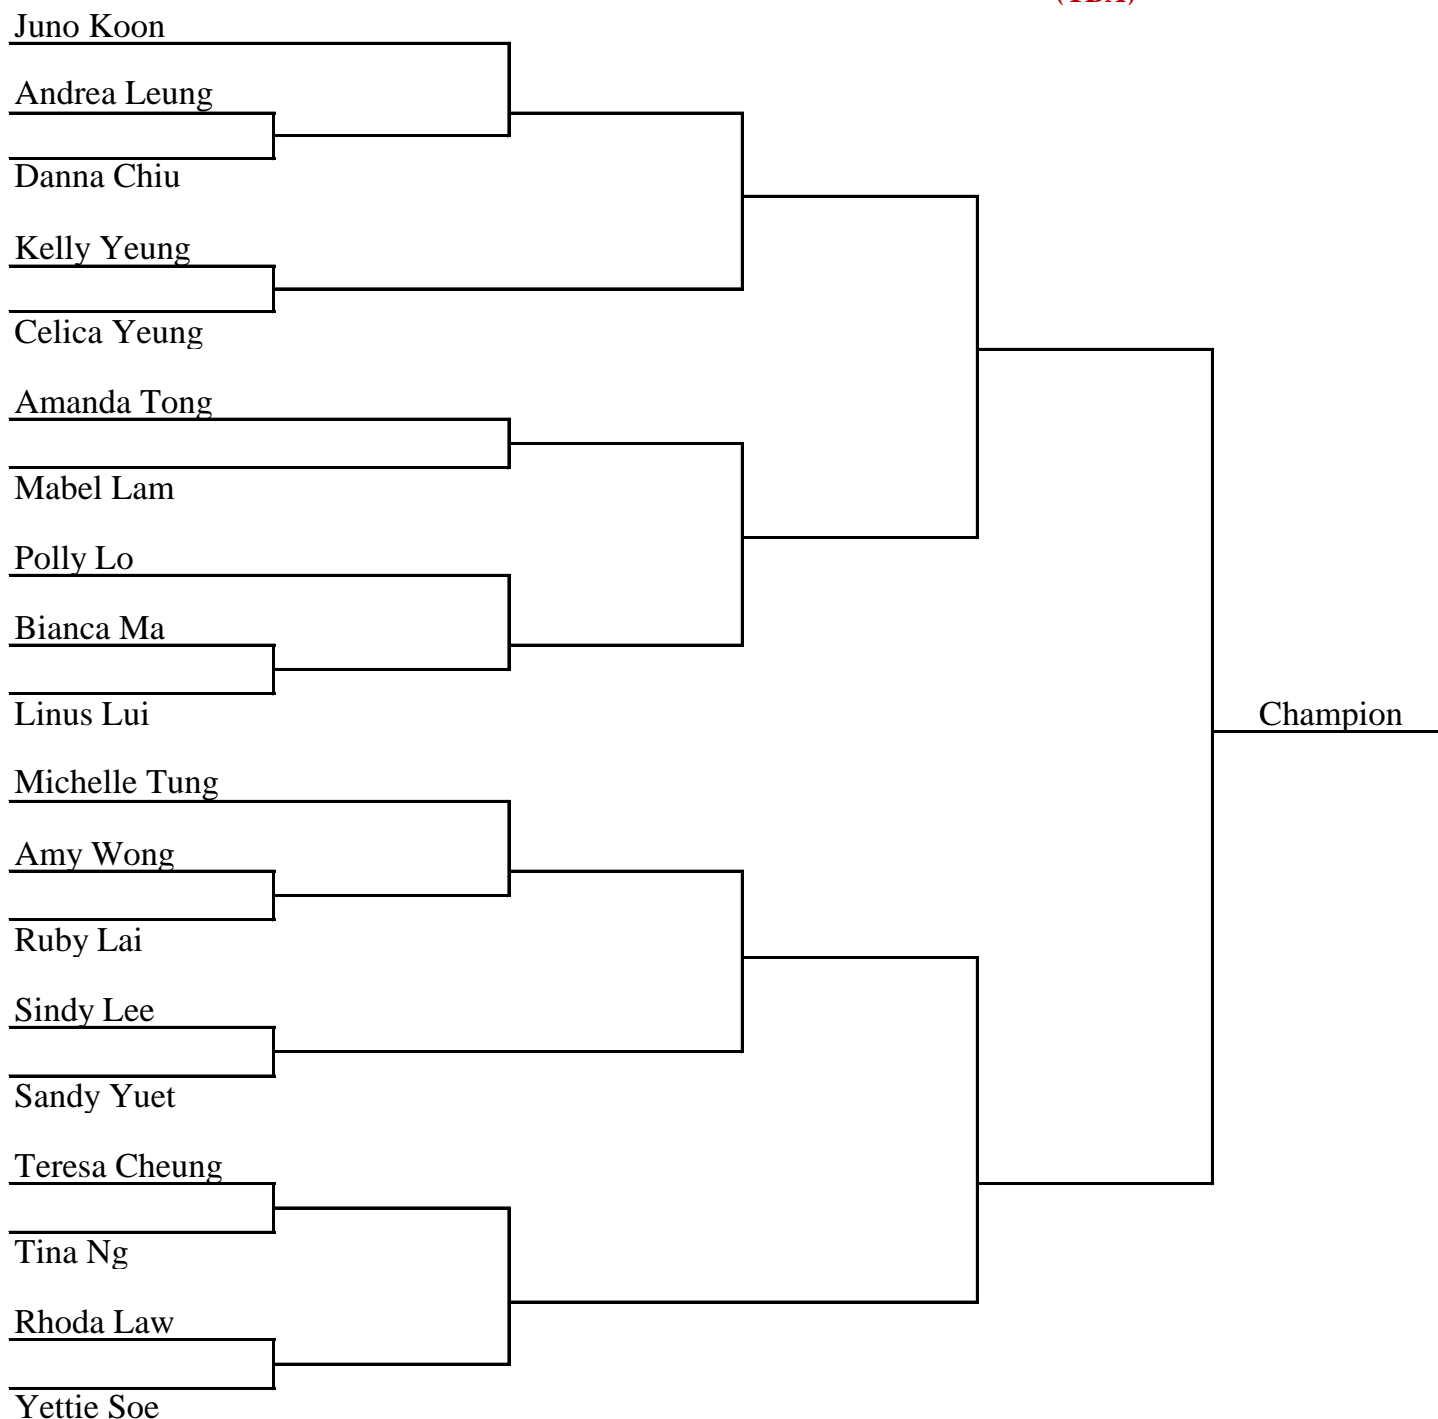 Juno Koon
Andrea Leung
Danna Chiu
Kelly Yeung
Celica Yeung
Amanda Tong
Mabel Lam
Polly Lo
Bianca Ma
Linus Lui
Champion
Michelle Tung
Amy Wong
Ruby Lai
Sindy Lee
Sandy Yuet
Teresa Cheung
Tina Ng
Rhoda Law
Yettie Soe